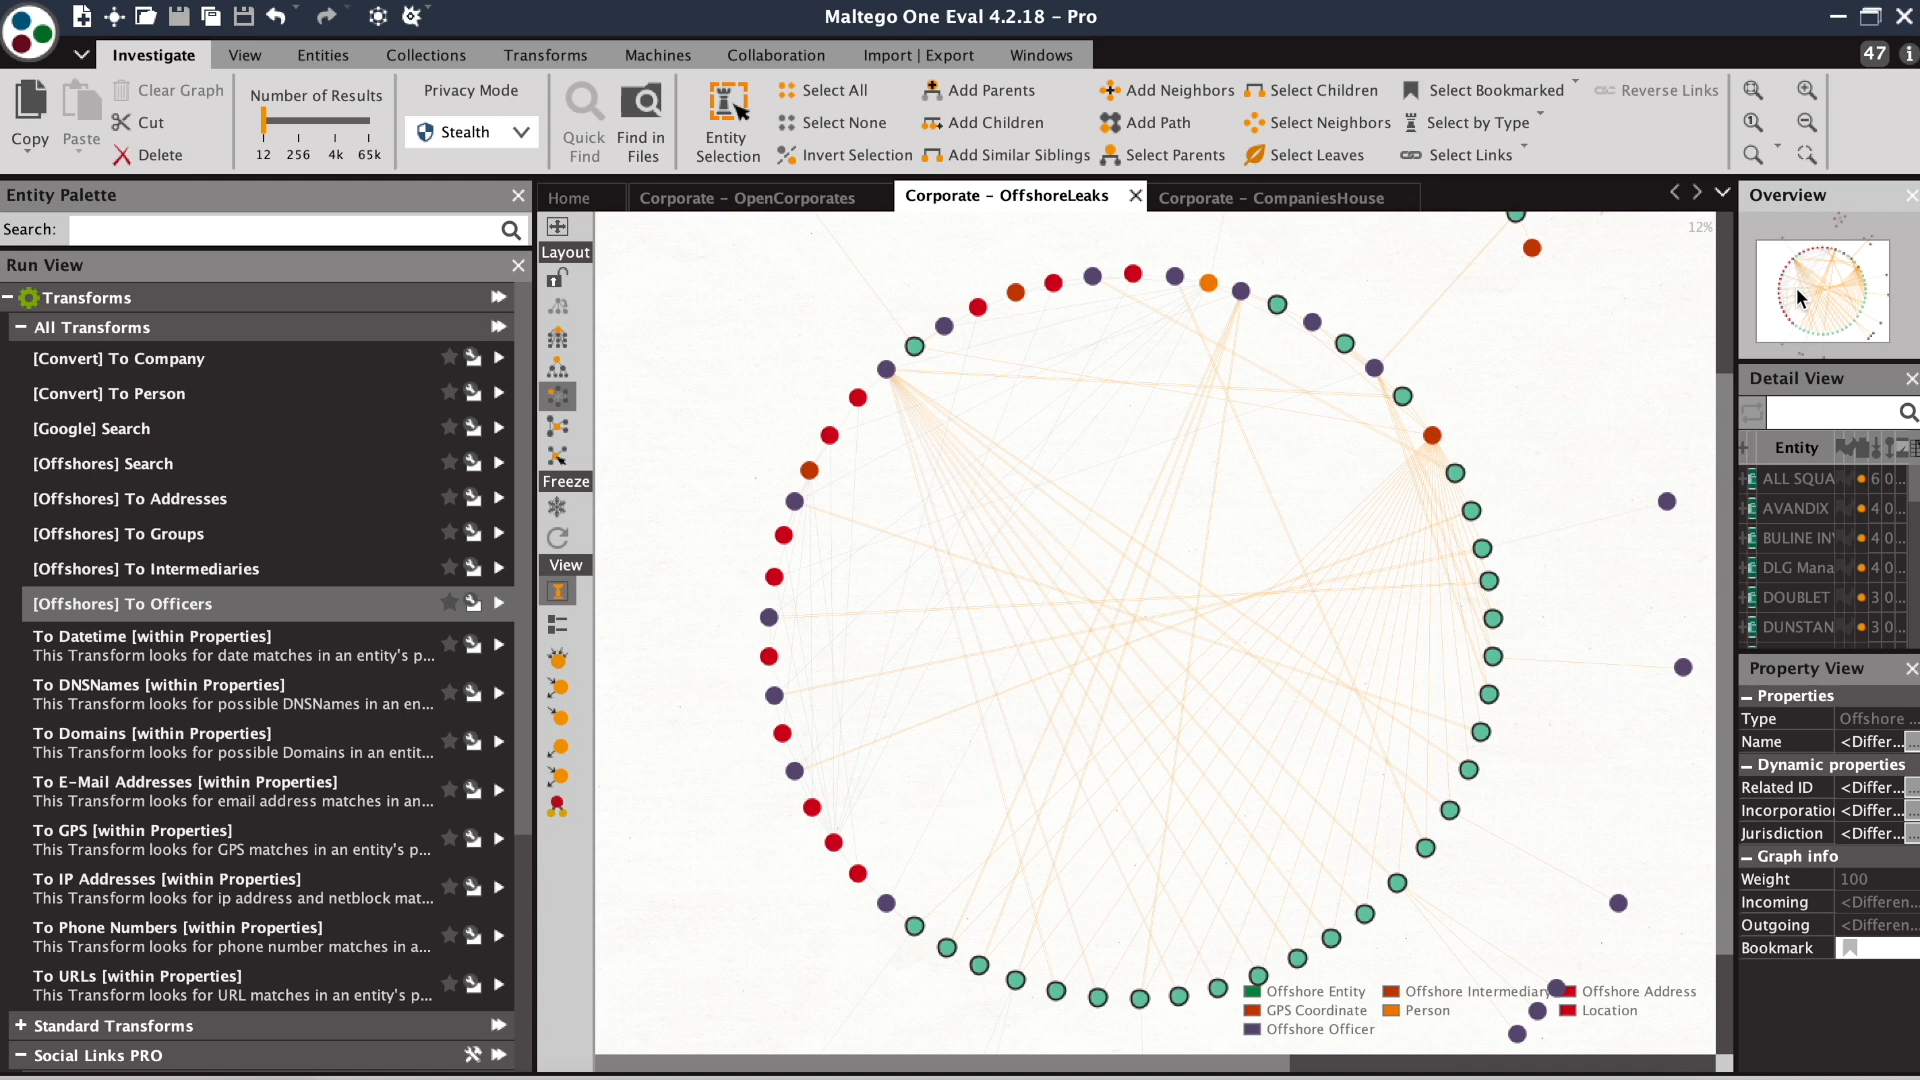 Maltego One Eval 4.2.18 – Pro
Investigate
View
Entities
Collections
Transforms
Machines
Collaboration
Import | Export
Windows
47
Copy
Paste
Clear Graph
Cut
Delete
Number of Results
12 256 4k 65k
Privacy Mode
Stealth
Quick Find
Find in Files
Entity Selection
Select All
Select None
Invert Selection
Add Parents
Add Children
Add Similar Siblings
Add Neighbors
Add Path
Select Parents
Select Children
Select Neighbors
Select Leaves
Select Bookmarked
Select by Type
Select Links
Reverse Links
Entity Palette
Search:
Run View
Transforms
All Transforms
[Convert] To Company
[Convert] To Person
[Google] Search
[Offshores] Search
[Offshores] To Addresses
[Offshores] To Groups
[Offshores] To Intermediaries
[Offshores] To Officers
To Datetime [within Properties]
This Transform looks for date matches in an entity's p...
To DNSNames [within Properties]
This Transform looks for possible DNSNames in an en...
To Domains [within Properties]
This Transform looks for possible Domains in an entit...
To E-Mail Addresses [within Properties]
This Transform looks for email address matches in an...
To GPS [within Properties]
This Transform looks for GPS matches in an entity's p...
To IP Addresses [within Properties]
This Transform looks for ip address and netblock mat...
To Phone Numbers [within Properties]
This Transform looks for phone number matches in a...
To URLs [within Properties]
This Transform looks for URL matches in an entity's p...
Standard Transforms
Social Links PRO
Home
Corporate – OpenCorporates
Corporate – OffshoreLeaks
Corporate – CompaniesHouse
Layout
Freeze
View
12%
Offshore Entity
Offshore Intermediary
Offshore Address
GPS Coordinate
Person
Location
Offshore Officer
Overview
Detail View
Entity
ALL SQUA 6 0...
AVANDIX 4 0...
BULINE IN 4 0...
DLG Mana 4 0...
DOUBLET 3 0...
DUNSTAN 3 0...
Property View
Properties
Type Offshore ...
Name <Differ... ...
Dynamic properties
Related ID <Differ... ...
Incorporation <Differ... ...
Jurisdiction <Differ... ...
Graph info
Weight 100
Incoming <Differen...
Outgoing <Differen...
Bookmark